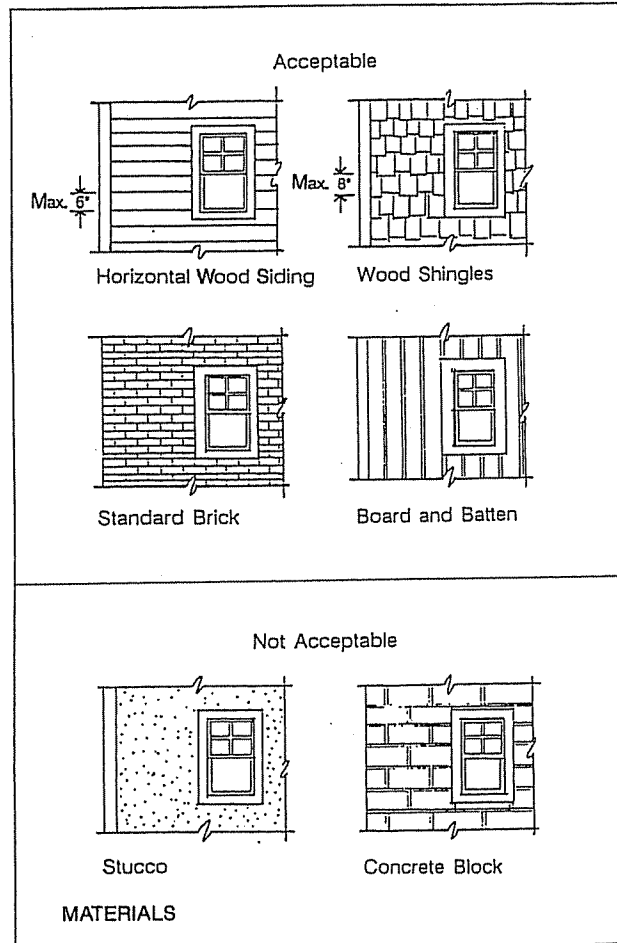 Acceptable
Max. 6"
Max. 8"
Horizontal Wood Siding
Wood Shingles
Standard Brick
Board and Batten
Not Acceptable
Stucco
Concrete Block
MATERIALS